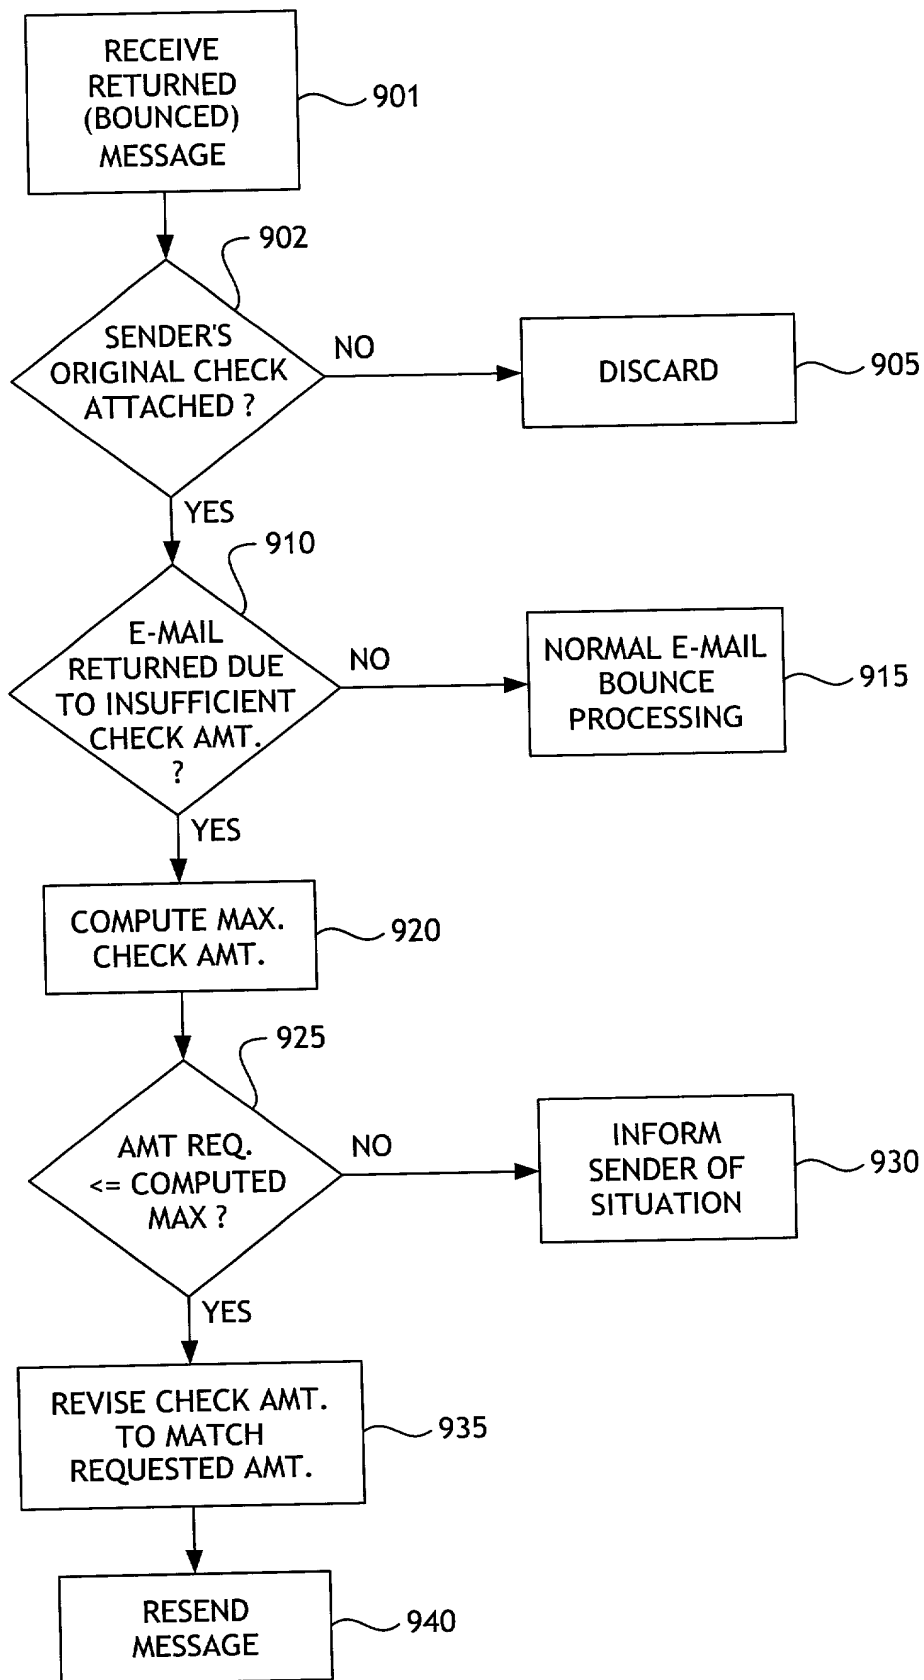 RECEIVE
RETURNED
(BOUNCED)
MESSAGE
901
902
SENDER'S
ORIGINAL CHECK
ATTACHED ?
NO
DISCARD
905
YES
910
E-MAIL
RETURNED DUE
TO INSUFFICIENT
CHECK AMT.
?
NO
NORMAL E-MAIL
BOUNCE
PROCESSING
915
YES
COMPUTE MAX.
CHECK AMT.
920
925
AMT REQ.
<= COMPUTED
MAX ?
NO
INFORM
SENDER OF
SITUATION
930
YES
REVISE CHECK AMT.
TO MATCH
REQUESTED AMT.
935
RESEND
MESSAGE
940